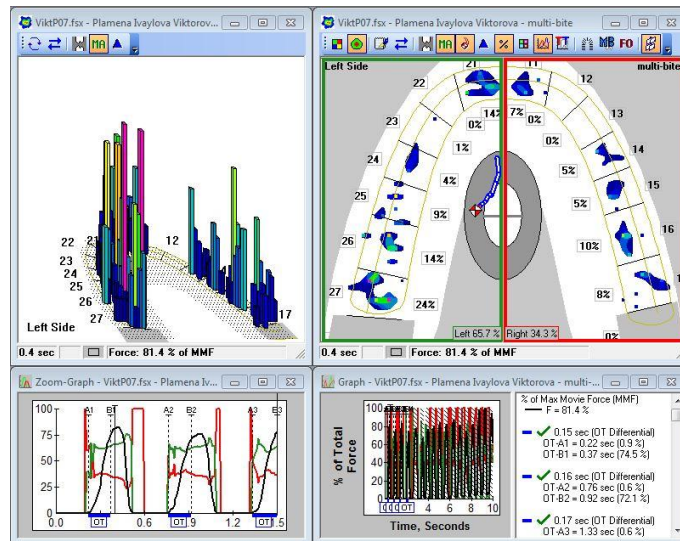 ViktP07.fsx - Plamena Ivaylova Viktorov...
MA
22
23
24
25
26
27
21
12
17
Left Side
0.4 sec
Force: 81.4 % of MMF
ViktP07.fsx - Plamena Ivaylova Viktorova - multi-bite
MA
%
MB
FO
Left Side
multi-bite
21
11
22
12
23
13
24
14
25
15
26
16
27
14%
7%
0%
0%
1%
0%
4%
5%
9%
5%
14%
10%
24%
8%
0%
Left 65.7 %
Right 34.3 %
0.4 sec
Force: 81.4 % of MMF
Zoom-Graph - ViktP07.fsx - Plamena Iv...
100
75
50
25
0
A1
B1
A2
B2
A3
0.0
0.6
1.5
OT
OT
OT
Graph - ViktP07.fsx - Plamena Ivaylova Viktorova - multi-...
% of Total
Force
100
80
60
40
20
0
4
6
8
10
Time, Seconds
% of Max Movie Force (MMF)
F = 81.4 %
0.15 sec (OT Differential)
OT-A1 = 0.22 sec (0.9 %)
OT-B1 = 0.37 sec (74.5 %)
0.16 sec (OT Differential)
OT-A2 = 0.76 sec (0.6 %)
OT-B2 = 0.92 sec (72.1 %)
0.17 sec (OT Differential)
OT-A3 = 1.33 sec (0.6 %)